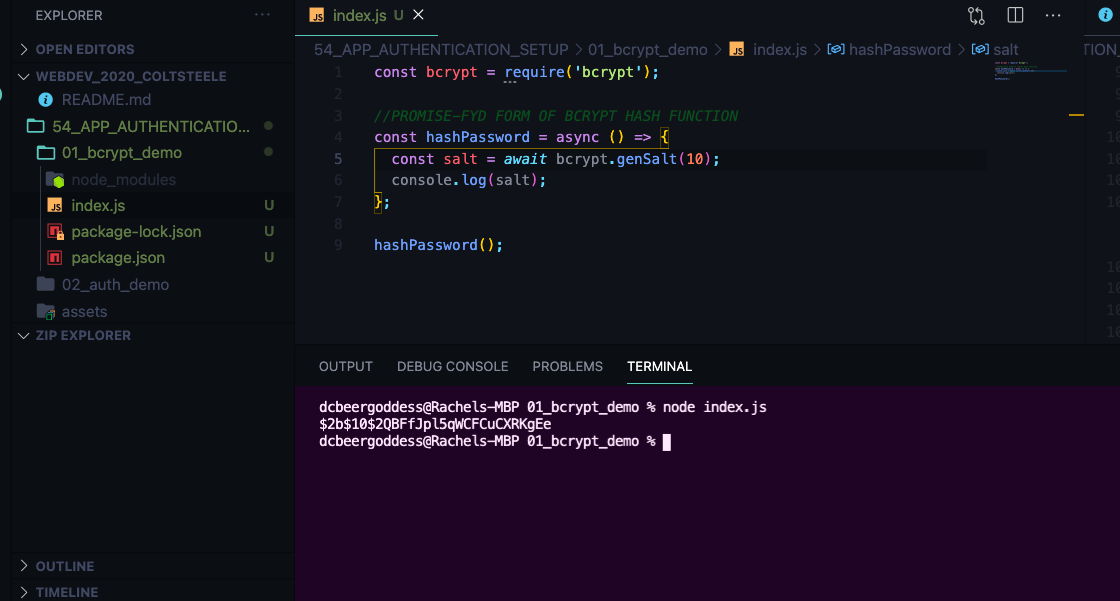 EXPLORER ...
OPEN EDITORS
WEBDEV_2020_COLTSTEELE
README.md
54_APP_AUTHENTICATIO...
01_bcrypt_demo
node_modules
index.js U
package-lock.json U
package.json U
02_auth_demo
assets
ZIP EXPLORER
OUTLINE
TIMELINE
JS index.js U
54_APP_AUTHENTICATION_SETUP > 01_bcrypt_demo > JS index.js > hashPassword > salt
1 const bcrypt = require('bcrypt');
2
3 //PROMISE-FYD FORM OF BCRYPT HASH FUNCTION
4 const hashPassword = async () => {
5 const salt = await bcrypt.genSalt(10);
6 console.log(salt);
7 };
8
9 hashPassword();
OUTPUT DEBUG CONSOLE PROBLEMS TERMINAL
dcbeergoddess@Rachels-MBP 01_bcrypt_demo % node index.js
$2b$10$2QBFfJpl5qWCFCuCXRKgEe
dcbeergoddess@Rachels-MBP 01_bcrypt_demo %